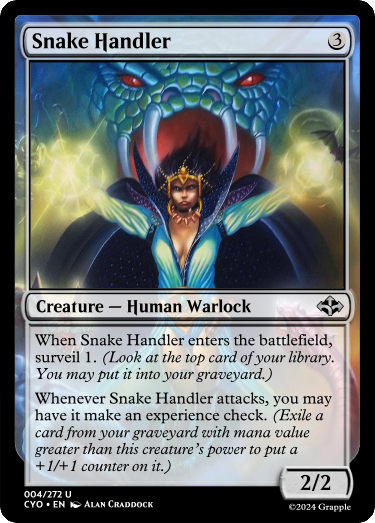 Snake Handler 3
Creature — Human Warlock
When Snake Handler enters the battlefield,
surveil 1. (Look at the top card of your library.
You may put it into your graveyard.)
Whenever Snake Handler attacks, you may
have it make an experience check. (Exile a
card from your graveyard with mana value
greater than this creature's power to put a
+1/+1 counter on it.)
2/2
004/272 U
CYO • EN Alan Craddock
©2024 Grapple